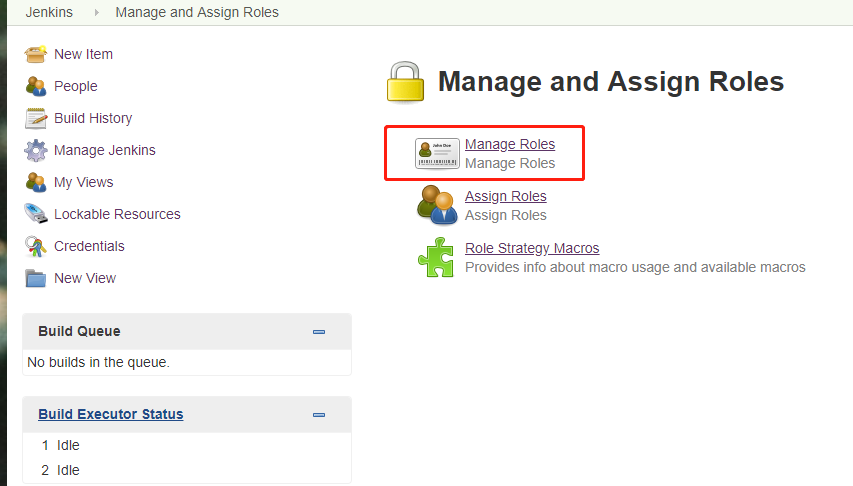 Jenkins Manage and Assign Roles
New Item
People
Build History
Manage Jenkins
My Views
Lockable Resources
Credentials
New View
Build Queue
No builds in the queue.
Build Executor Status
1 Idle
2 Idle
Manage and Assign Roles
John Doe
Manage Roles
Manage Roles
Assign Roles
Assign Roles
Role Strategy Macros
Provides info about macro usage and available macros